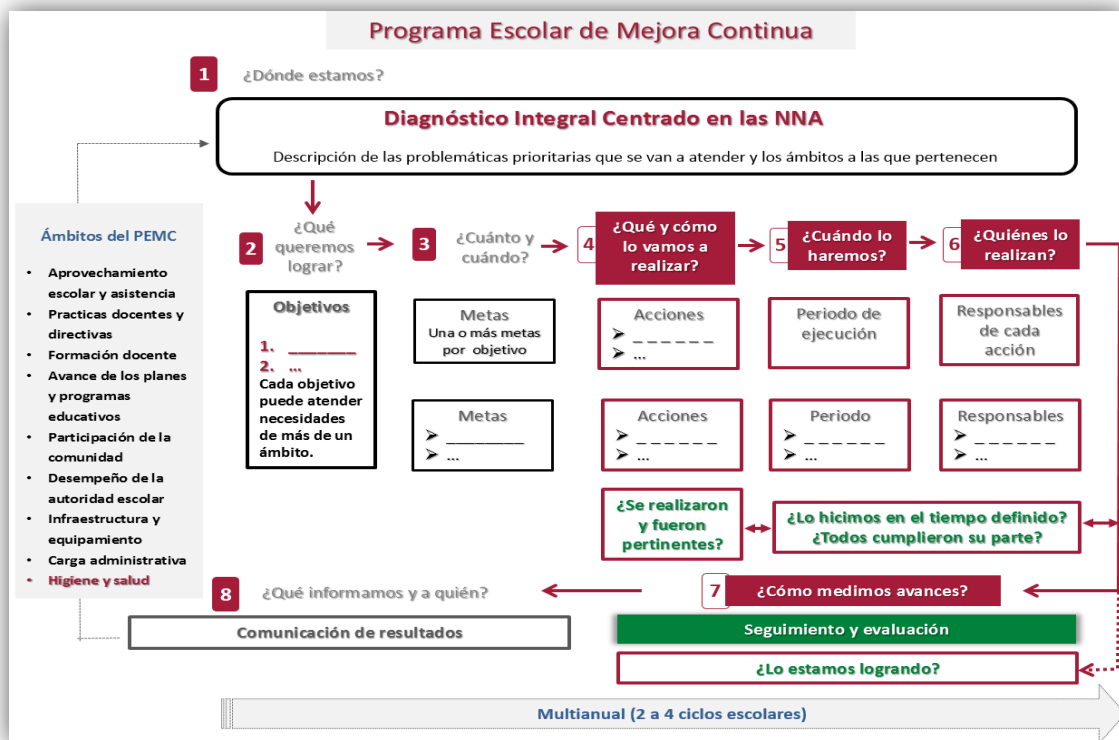 Programa Escolar de Mejora Continua
1
¿Dónde estamos?
Diagnóstico Integral Centrado en las NNA
Descripción de las problemáticas prioritarias que se van a atender y los ámbitos a las que pertenecen
Ámbitos del PEMC
• Aprovechamiento
escolar y asistencia
• Practicas docentes y
directivas
• Formación docente
• Avance de los planes
y programas
educativos
• Participación de la
comunidad
• Desempeño de la
autoridad escolar
• Infraestructura y
equipamiento
• Carga administrativa
• Higiene y salud
2
¿Qué
queremos
lograr?
Objetivos
1. _______
2. ...
Cada objetivo
puede atender
necesidades
de más de un
ámbito.
3
¿Cuánto y
cuándo?
Metas
Una o más metas
por objetivo
Metas
➢ ________
➢ ...
4
¿Qué y cómo
lo vamos a
realizar?
Acciones
➢ _ _ _ _ _ _
➢ ...
Acciones
➢ _ _ _ _ _ _
➢ ...
5
¿Cuándo lo
haremos?
Periodo de
ejecución
Periodo
➢ _ _ _ _ _ _
➢ ...
6
¿Quiénes lo
realizan?
Responsables
de cada
acción
Responsables
➢ _ _ _ _ _ _
➢ ...
¿Se realizaron
y fueron
pertinentes?
¿Lo hicimos en el tiempo definido?
¿Todos cumplieron su parte?
7
¿Cómo medimos avances?
Seguimiento y evaluación
¿Lo estamos logrando?
8
¿Qué informamos y a quién?
Comunicación de resultados
Multianual (2 a 4 ciclos escolares)